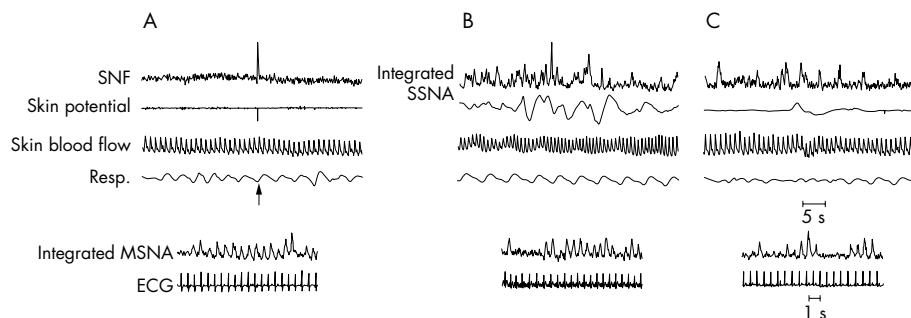 A
B
C
SNF
Integrated
SSNA
Skin potential
Skin blood flow
Resp.
5 s
Integrated MSNA
ECG
1 s